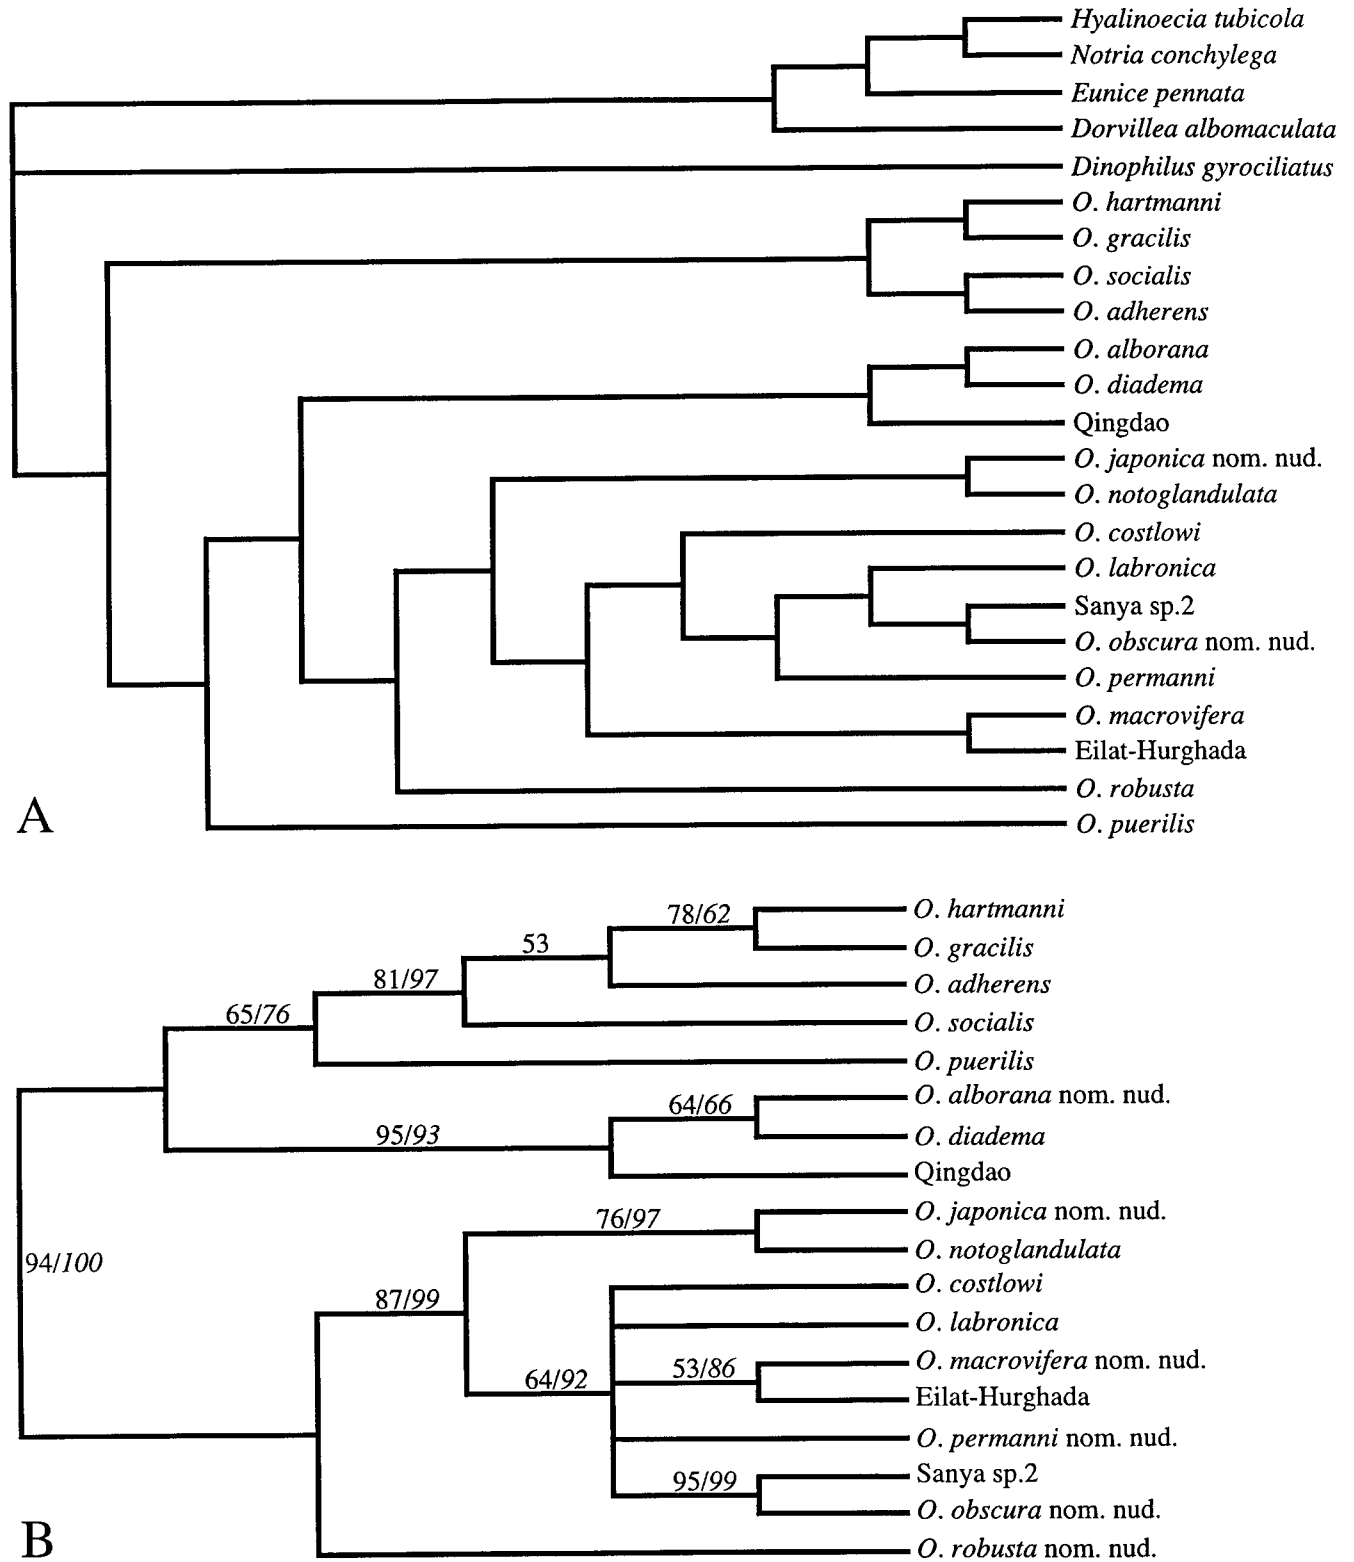 Hyalinoecia tubicola
Notria conchylega
Eunice pennata
Dorvillea albomaculata
Dinophilus gyrociliatus
O. hartmanni
O. gracilis
O. socialis
O. adherens
O. alborana
O. diadema
Qingdao
O. japonica nom. nud.
O. notoglandulata
O. costlowi
O. labronica
Sanya sp.2
O. obscura nom. nud.
O. permanni
O. macrovifera
Eilat-Hurghada
O. robusta
O. puerilis
A
78/62
O. hartmanni
53
O. gracilis
81/97
O. adherens
65/76
O. socialis
O. puerilis
64/66
O. alborana nom. nud.
95/93
O. diadema
Qingdao
76/97
O. japonica nom. nud.
O. notoglandulata
94/100
87/99
O. costlowi
O. labronica
64/92
53/86
O. macrovifera nom. nud.
Eilat-Hurghada
O. permanni nom. nud.
95/99
Sanya sp.2
O. obscura nom. nud.
O. robusta nom. nud.
B